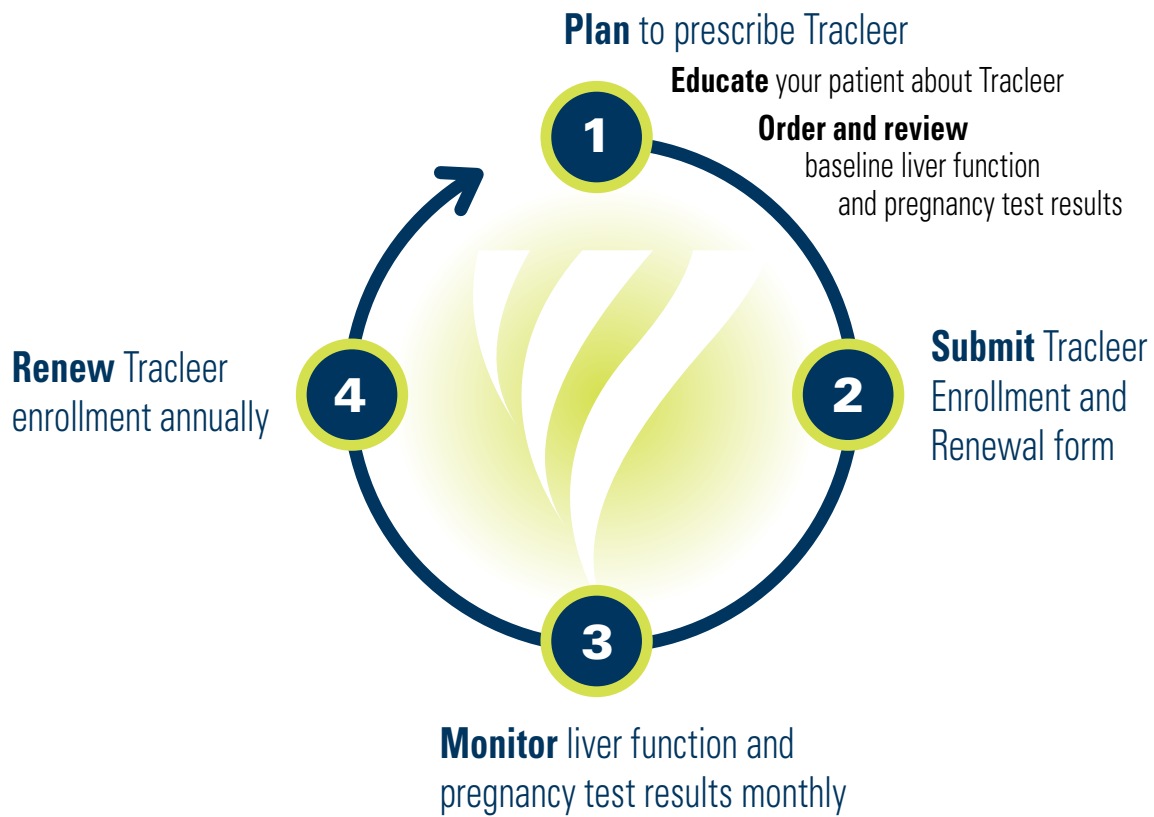 Plan to prescribe Tracleer
Educate your patient about Tracleer
Order and review
baseline liver function
and pregnancy test results
1
2
Submit Tracleer
Enrollment and
Renewal form
3
Monitor liver function and
pregnancy test results monthly
4
Renew Tracleer
enrollment annually